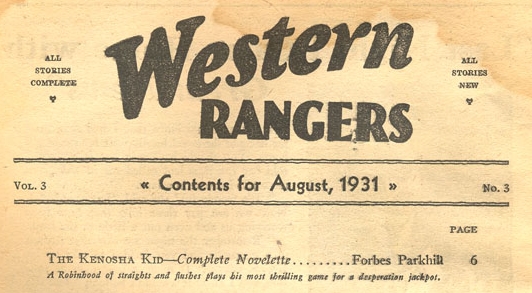 Western
RANGERS
ALL
STORIES
COMPLETE
ALL
STORIES
NEW
VOL. 3
« Contents for August, 1931 »
No. 3
PAGE
THE KENOSHA KID—Complete Novelette.........Forbes Parkhill 6
A Robinhood of straights and flushes plays his most thrilling game for a desperation jackpot.